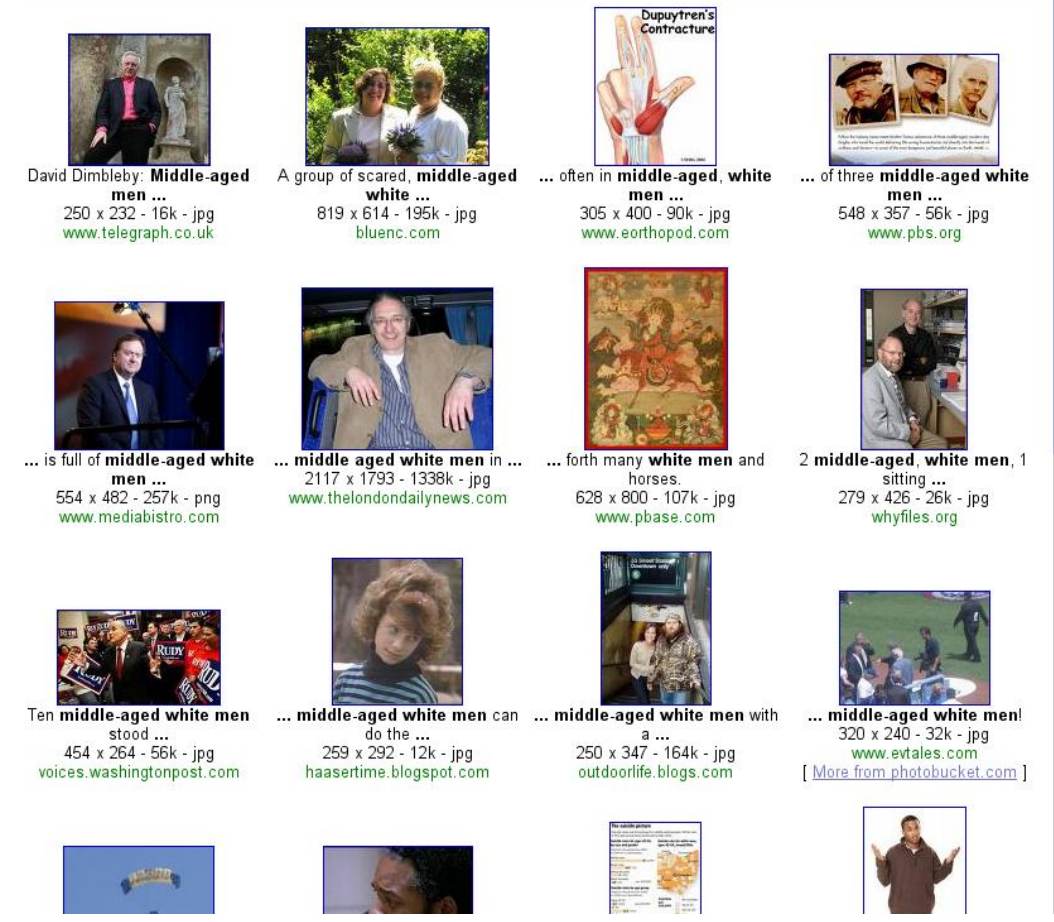 Dupuytren's
Contracture
David Dimbleby: Middle-aged
men ...
250 x 232 - 16k - jpg
www.telegraph.co.uk
A group of scared, middle-aged
white ...
819 x 614 - 195k - jpg
bluenc.com
... often in middle-aged, white
men ...
305 x 400 - 90k - jpg
www.eorthopod.com
... of three middle-aged white
men ...
548 x 357 - 56k - jpg
www.pbs.org
... is full of middle-aged white
men ...
554 x 482 - 257k - png
www.mediabistro.com
... middle aged white men in ...
2117 x 1793 - 1338k - jpg
www.thelondondailynews.com
... forth many white men and
horses.
628 x 800 - 107k - jpg
www.pbase.com
2 middle-aged, white men, 1
sitting ...
279 x 426 - 26k - jpg
whyfiles.org
RUDY
Downtown only
Ten middle-aged white men
stood ...
454 x 264 - 56k - jpg
voices.washingtonpost.com
... middle-aged white men can
do the ...
259 x 292 - 12k - jpg
haasertime.blogspot.com
... middle-aged white men with
a ...
250 x 347 - 164k - jpg
outdoorlife.blogs.com
... middle-aged white men!
320 x 240 - 32k - jpg
www.evtales.com
[ More from photobucket.com ]
The suicide picture